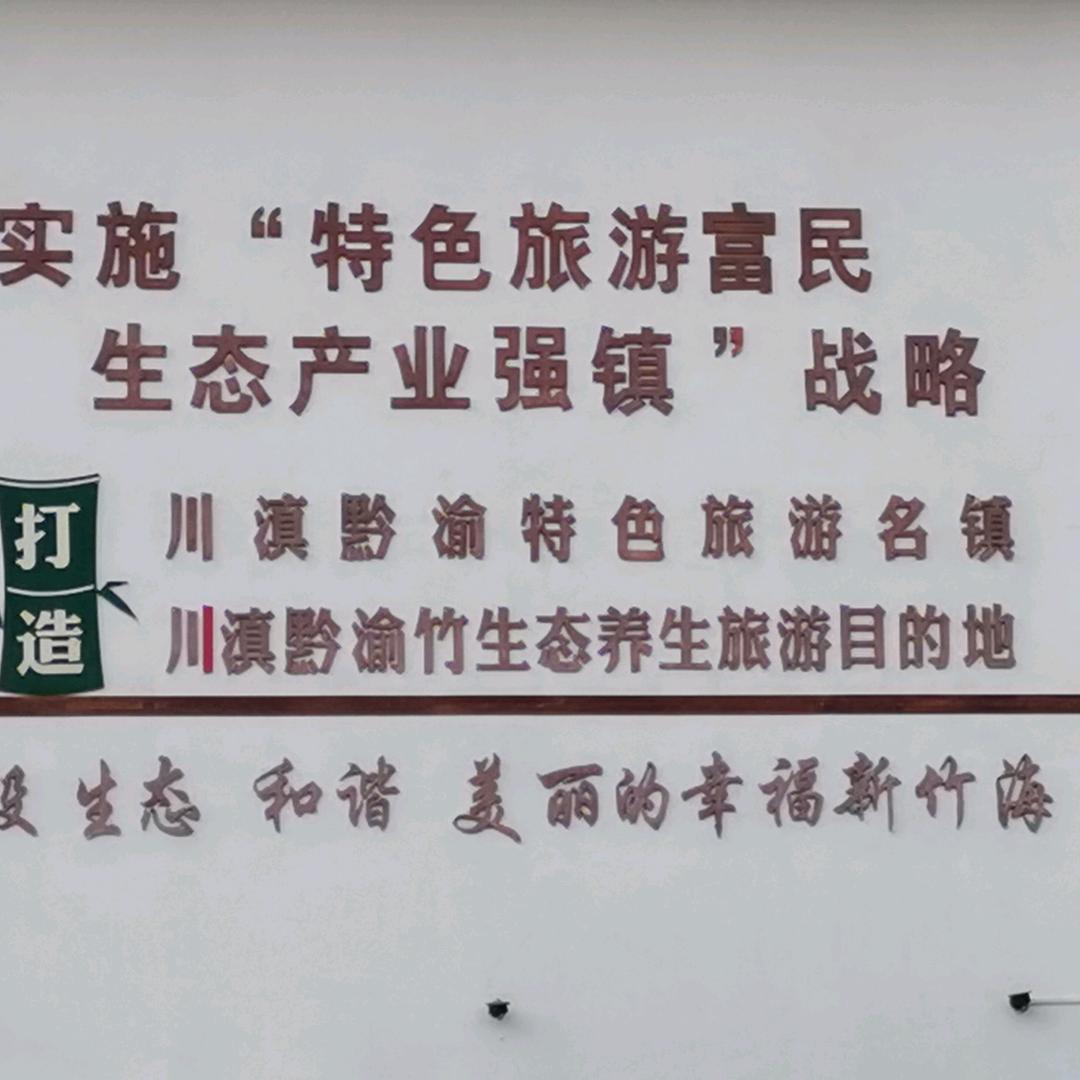 实施“特色旅游富民
生态产业强镇”战略
打造
川滇黔渝特色旅游名镇
川滇黔渝竹生态养生旅游目的地
设 生态 和谐 美丽的幸福新竹海